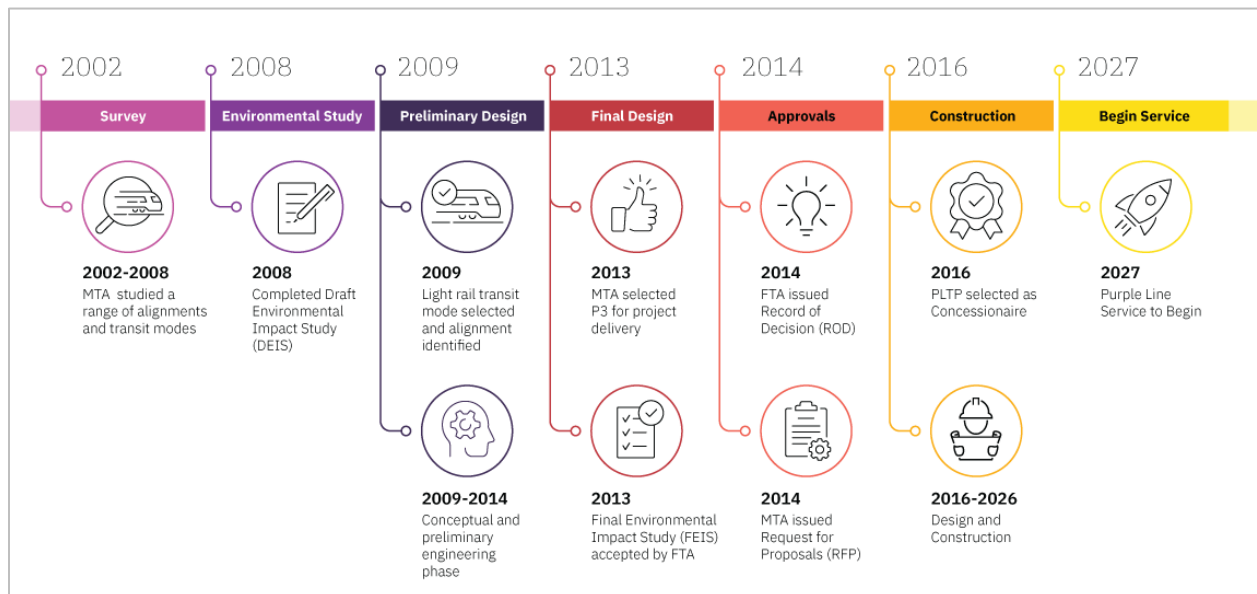 2002
2008
2009
2013
2014
2016
2027
Survey
Environmental Study
Preliminary Design
Final Design
Approvals
Construction
Begin Service
2002-2008
MTA studied a
range of alignments
and transit modes
2008
Completed Draft
Environmental
Impact Study
(DEIS)
2009
Light rail transit
mode selected
and alignment
identified
2013
MTA selected
P3 for project
delivery
2014
FTA issued
Record of
Decision (ROD)
2016
PLTP selected as
Concessionaire
2027
Purple Line
Service to Begin
2009-2014
Conceptual and
preliminary
engineering
phase
2013
Final Environmental
Impact Study (FEIS)
accepted by FTA
2014
MTA issued
Request for
Proposals (RFP)
2016-2026
Design and
Construction